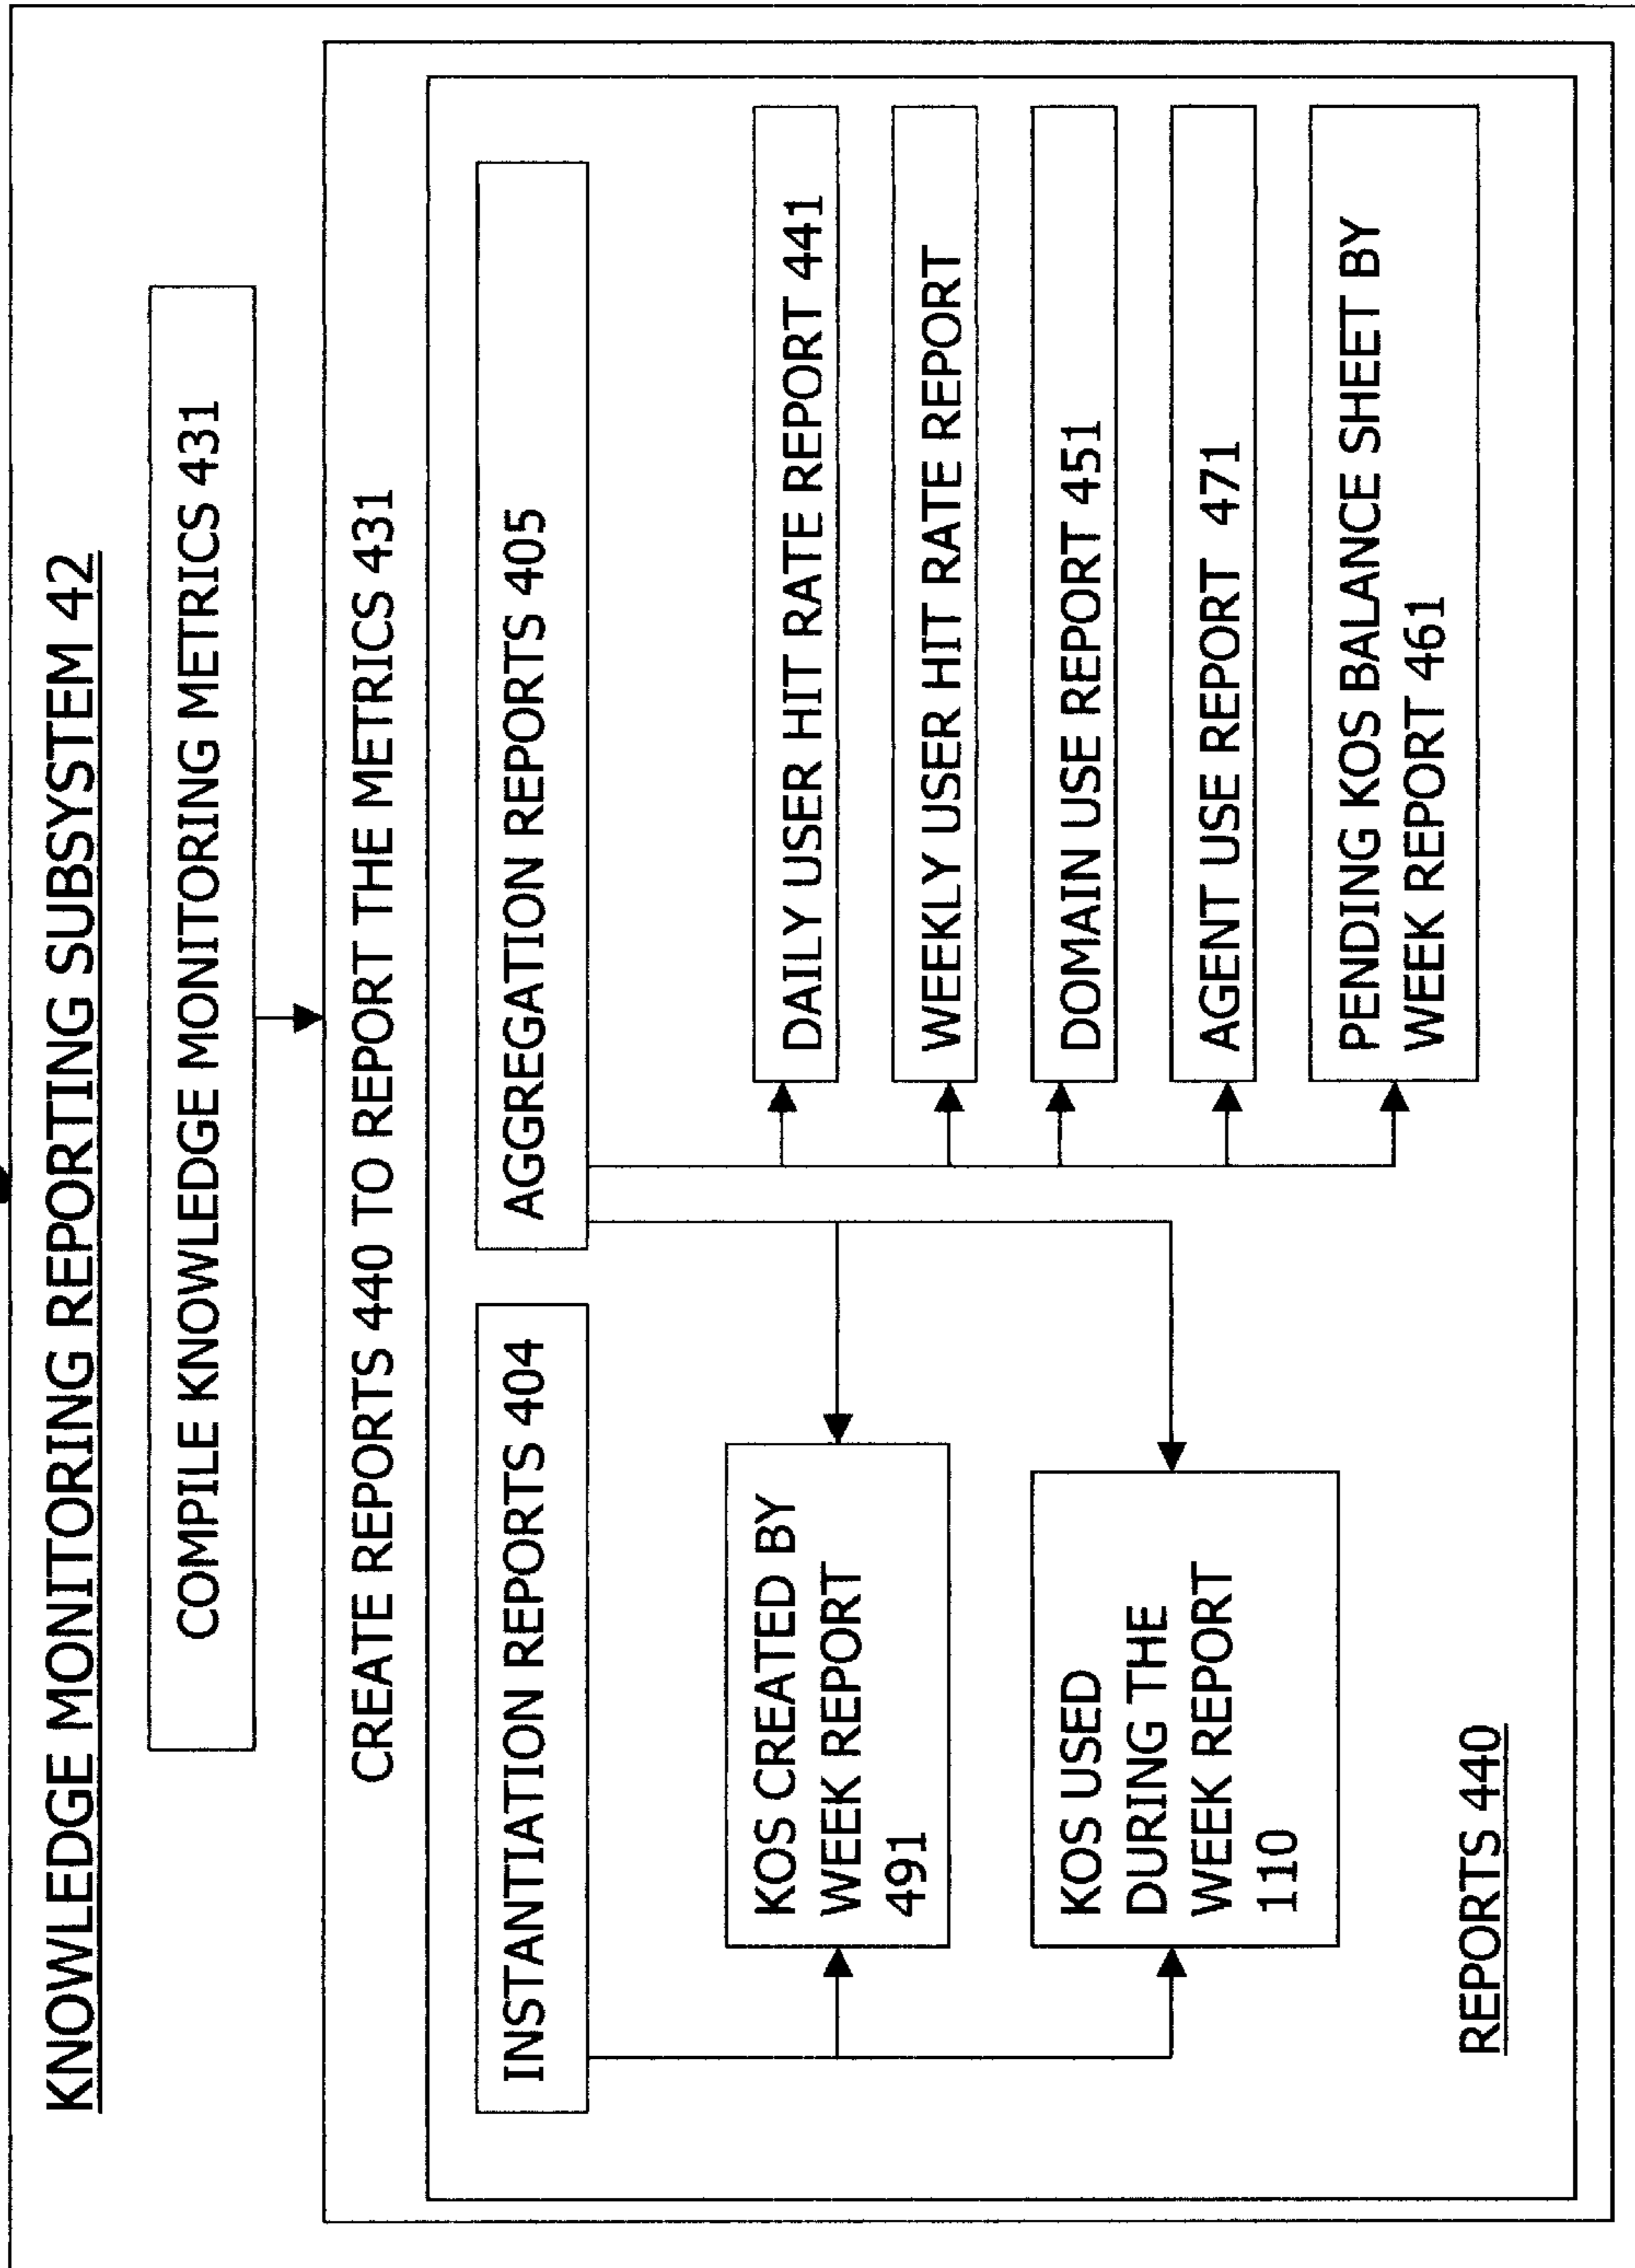 KNOWLEDGE MONITORING REPORTING SUBSYSTEM 42
COMPILE KNOWLEDGE MONITORING METRICS 431
CREATE REPORTS 440 TO REPORT THE METRICS 431
INSTANTIATION REPORTS 404
AGGREGATION REPORTS 405
KOS CREATED BY
WEEK REPORT
491
KOS USED
DURING THE
WEEK REPORT
110
DAILY USER HIT RATE REPORT 441
WEEKLY USER HIT RATE REPORT
DOMAIN USE REPORT 451
AGENT USE REPORT 471
PENDING KOS BALANCE SHEET BY
WEEK REPORT 461
REPORTS 440